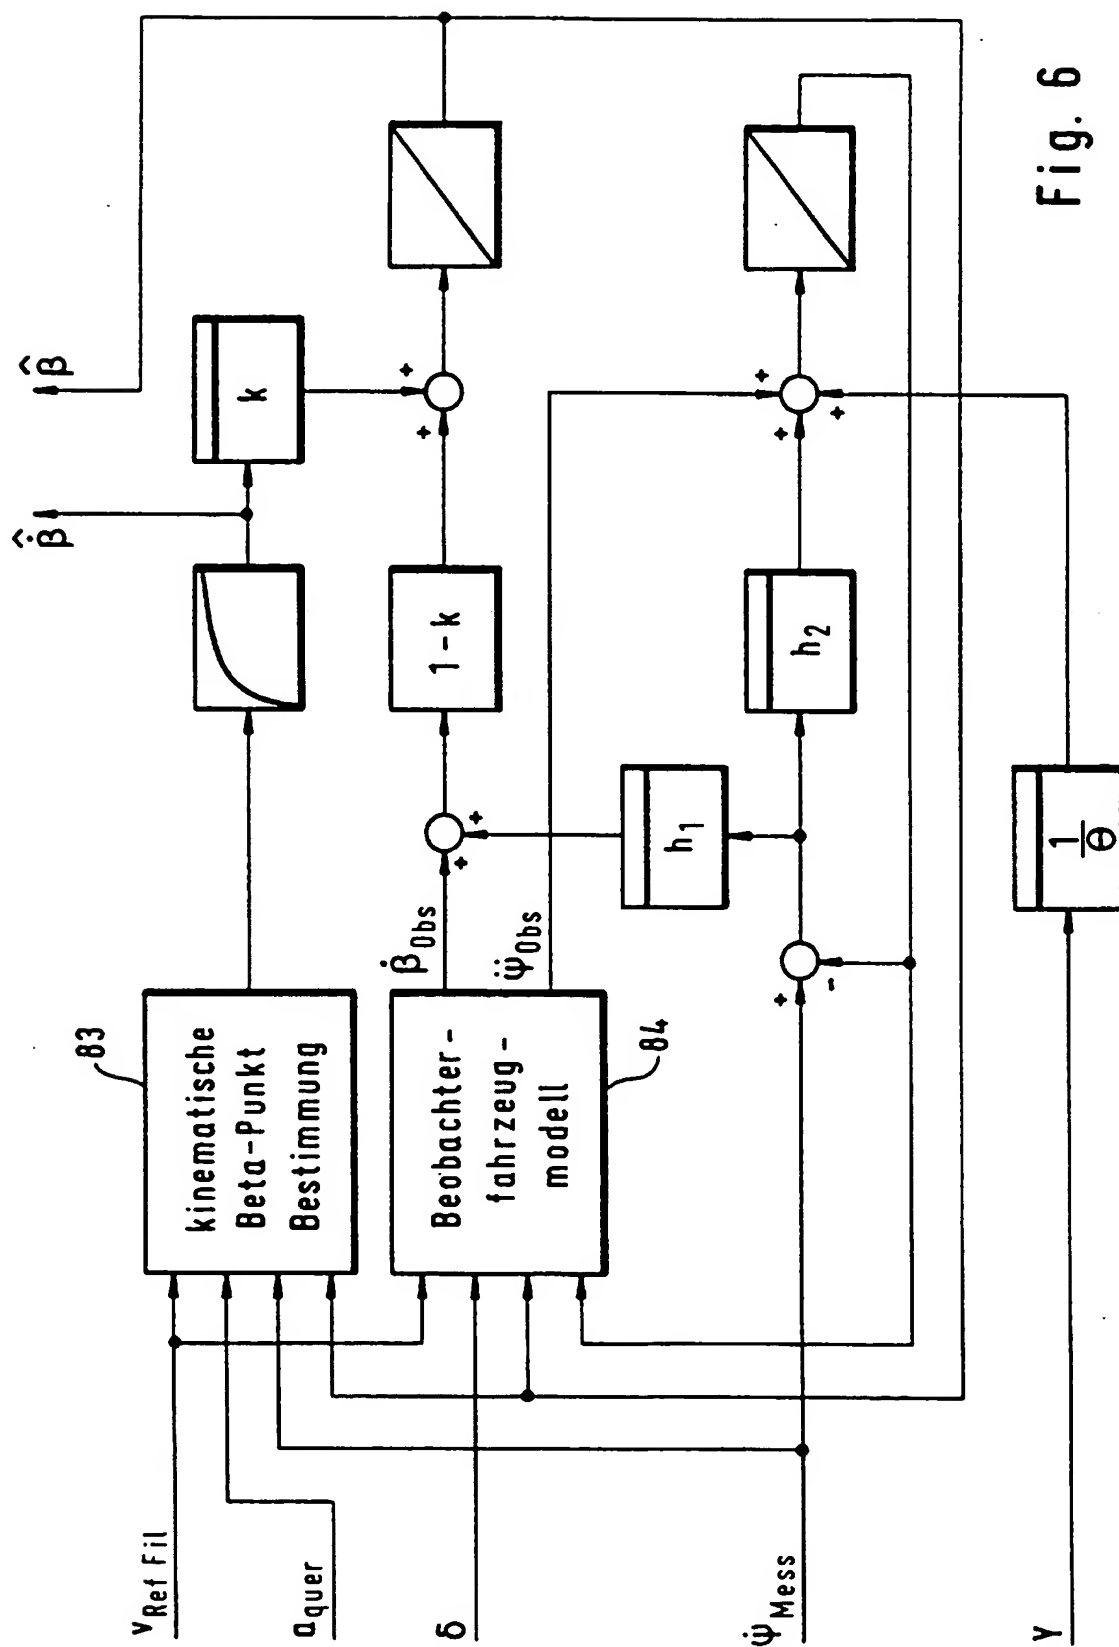 Fig. 6
β̂
β̇̂
k
1-k
h₂
h₁
1/Θ
β̇Obs
ψ̈Obs
83
kinematische
Beta-Punkt
Bestimmung
84
Beobachter-
fahrzeug-
modell
+
+
+
+
+
+
+
+
-
vRef Fil
aquer
δ
ψ̇Mess
γ